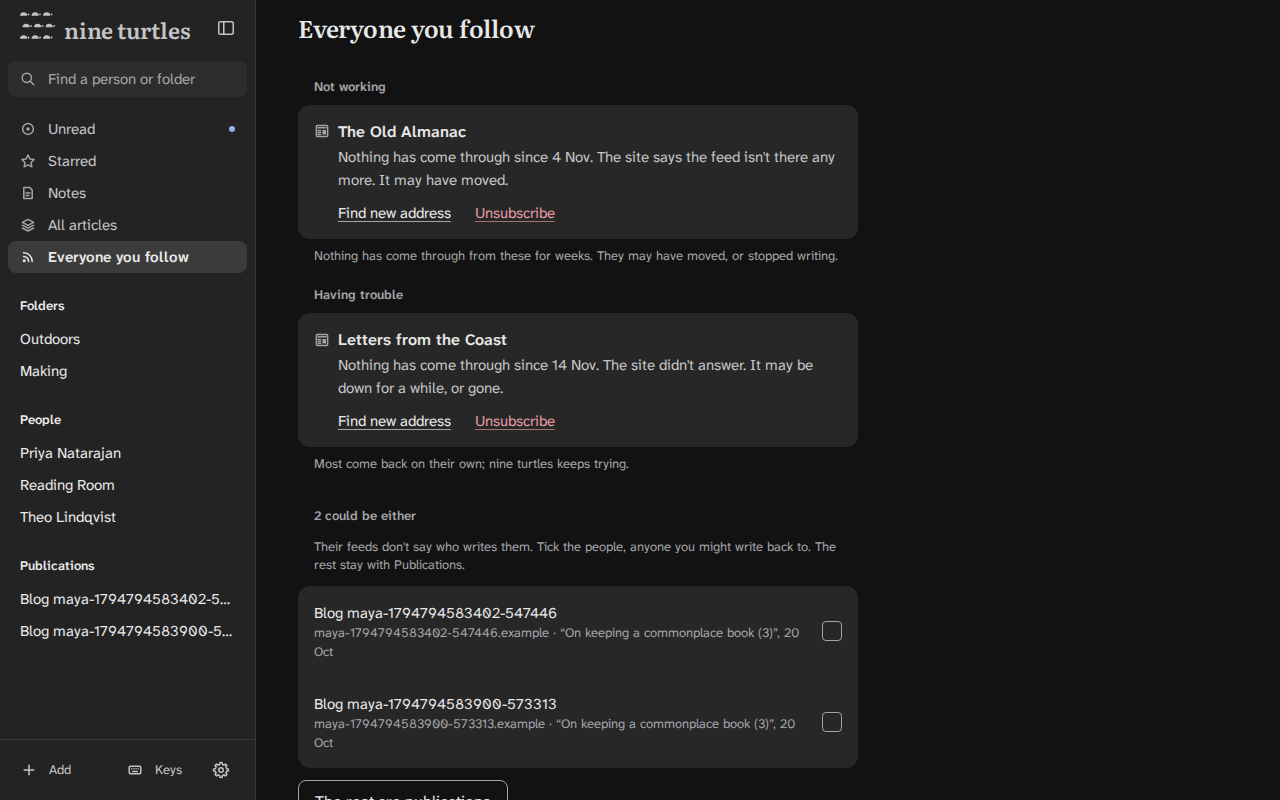 nine turtles
Find a person or folder
Unread
Starred
Notes
All articles
Everyone you follow
Folders
Outdoors
Making
People
Priya Natarajan
Reading Room
Theo Lindqvist
Publications
Blog maya-1794794583402-5...
Blog maya-1794794583900-5...
Add
Keys
Everyone you follow
Not working
The Old Almanac
Nothing has come through since 4 Nov. The site says the feed isn't there any
more. It may have moved.
Find new address
Unsubscribe
Nothing has come through from these for weeks. They may have moved, or stopped writing.
Having trouble
Letters from the Coast
Nothing has come through since 14 Nov. The site didn't answer. It may be
down for a while, or gone.
Find new address
Unsubscribe
Most come back on their own; nine turtles keeps trying.
2 could be either
Their feeds don't say who writes them. Tick the people, anyone you might write back to. The
rest stay with Publications.
Blog maya-1794794583402-547446
maya-1794794583402-547446.example · “On keeping a commonplace book (3)”, 20
Oct
Blog maya-1794794583900-573313
maya-1794794583900-573313.example · “On keeping a commonplace book (3)”, 20
Oct
The rest are publications